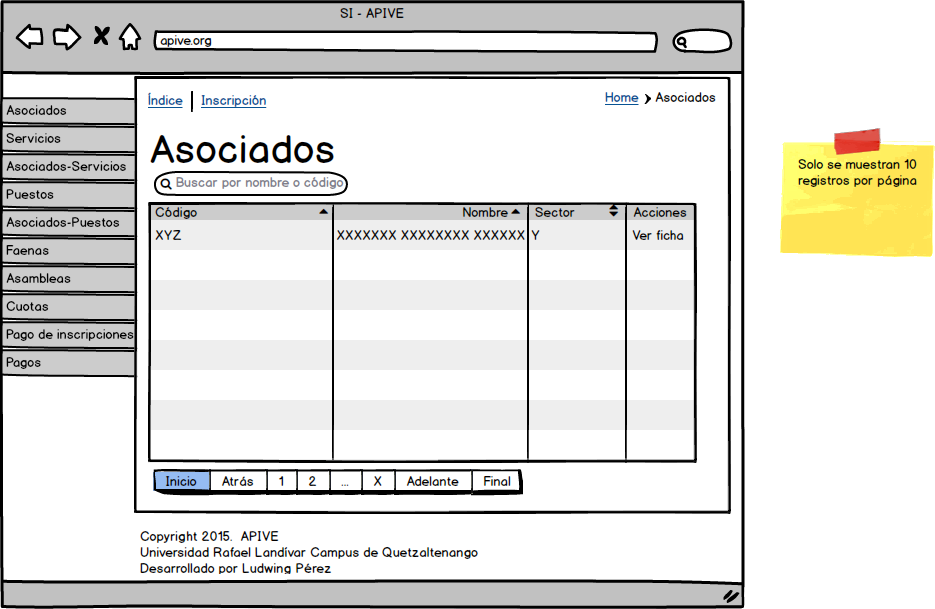 SI - APIVE
apive.org
Asociados
Servicios
Asociados-Servicios
Puestos
Asociados-Puestos
Faenas
Asambleas
Cuotas
Pago de inscripciones
Pagos
Índice Inscripción
Home Asociados
Asociados
Buscar por nombre o código
Código Nombre Sector Acciones
XYZ XXXXXXX XXXXXXXX XXXXXX Y Ver ficha
Inicio Atrás 1 2 ... X Adelante Final
Copyright 2015. APIVE
Universidad Rafael Landívar Campus de Quetzaltenango
Desarrollado por Ludwing Pérez
Solo se muestran 10
registros por página